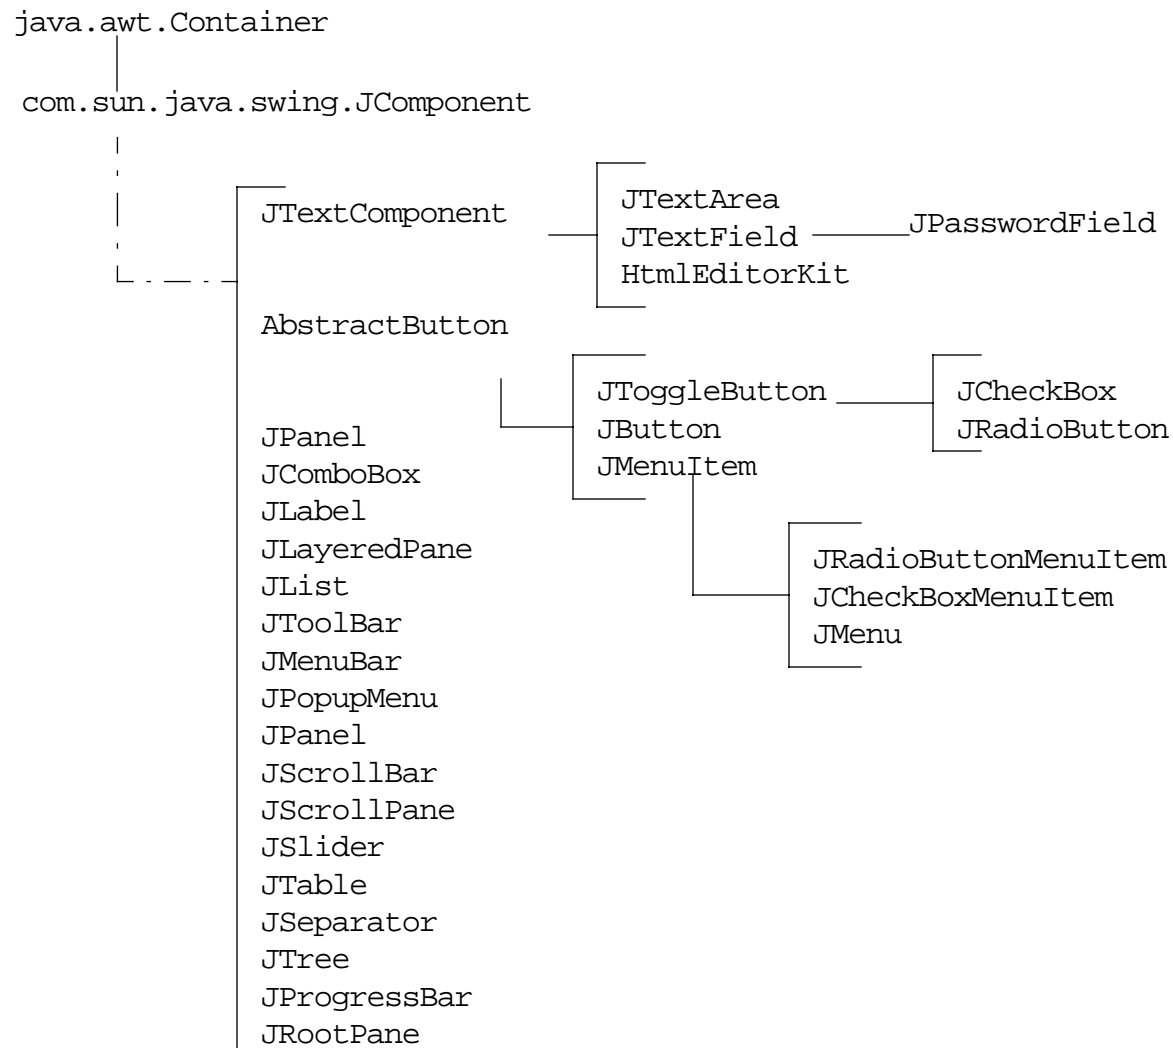 java.awt.Container
com.sun.java.swing.JComponent
JTextComponent
JTextArea
JTextField
HtmlEditorKit
JPasswordField
AbstractButton
JToggleButton
JButton
JMenuItem
JCheckBox
JRadioButton
JRadioButtonMenuItem
JCheckBoxMenuItem
JMenu
JPanel
JComboBox
JLabel
JLayeredPane
JList
JToolBar
JMenuBar
JPopupMenu
JPanel
JScrollBar
JScrollPane
JSlider
JTable
JSeparator
JTree
JProgressBar
JRootPane